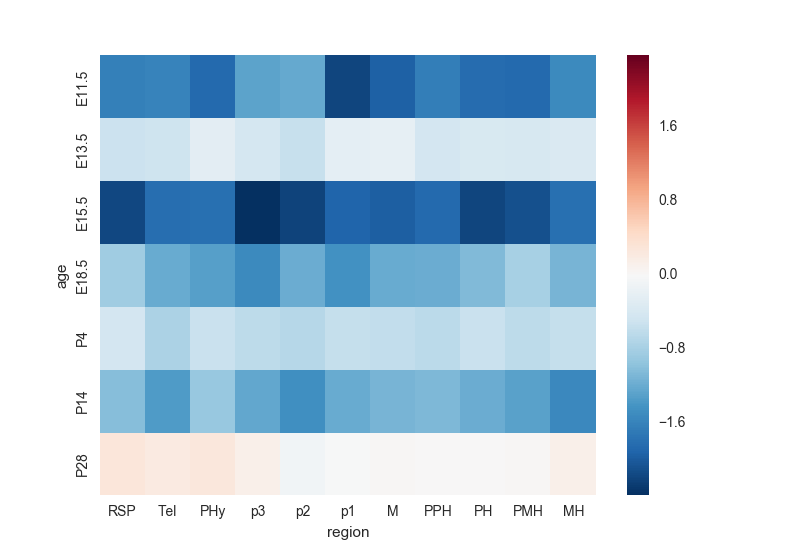 E11.5
E13.5
E15.5
E18.5
P4
P14
P28
age
RSP Tel PHy p3 p2 p1 M PPH PH PMH MH
region
1.6
0.8
0.0
−0.8
−1.6